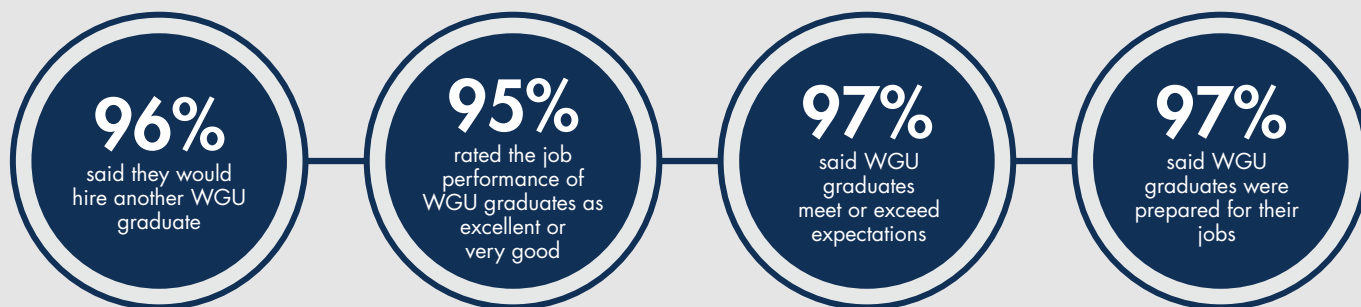 96%
said they would
hire another WGU
graduate
95%
rated the job
performance of
WGU graduates as
excellent or
very good
97%
said WGU
graduates
meet or exceed
expectations
97%
said WGU
graduates were
prepared for their
jobs